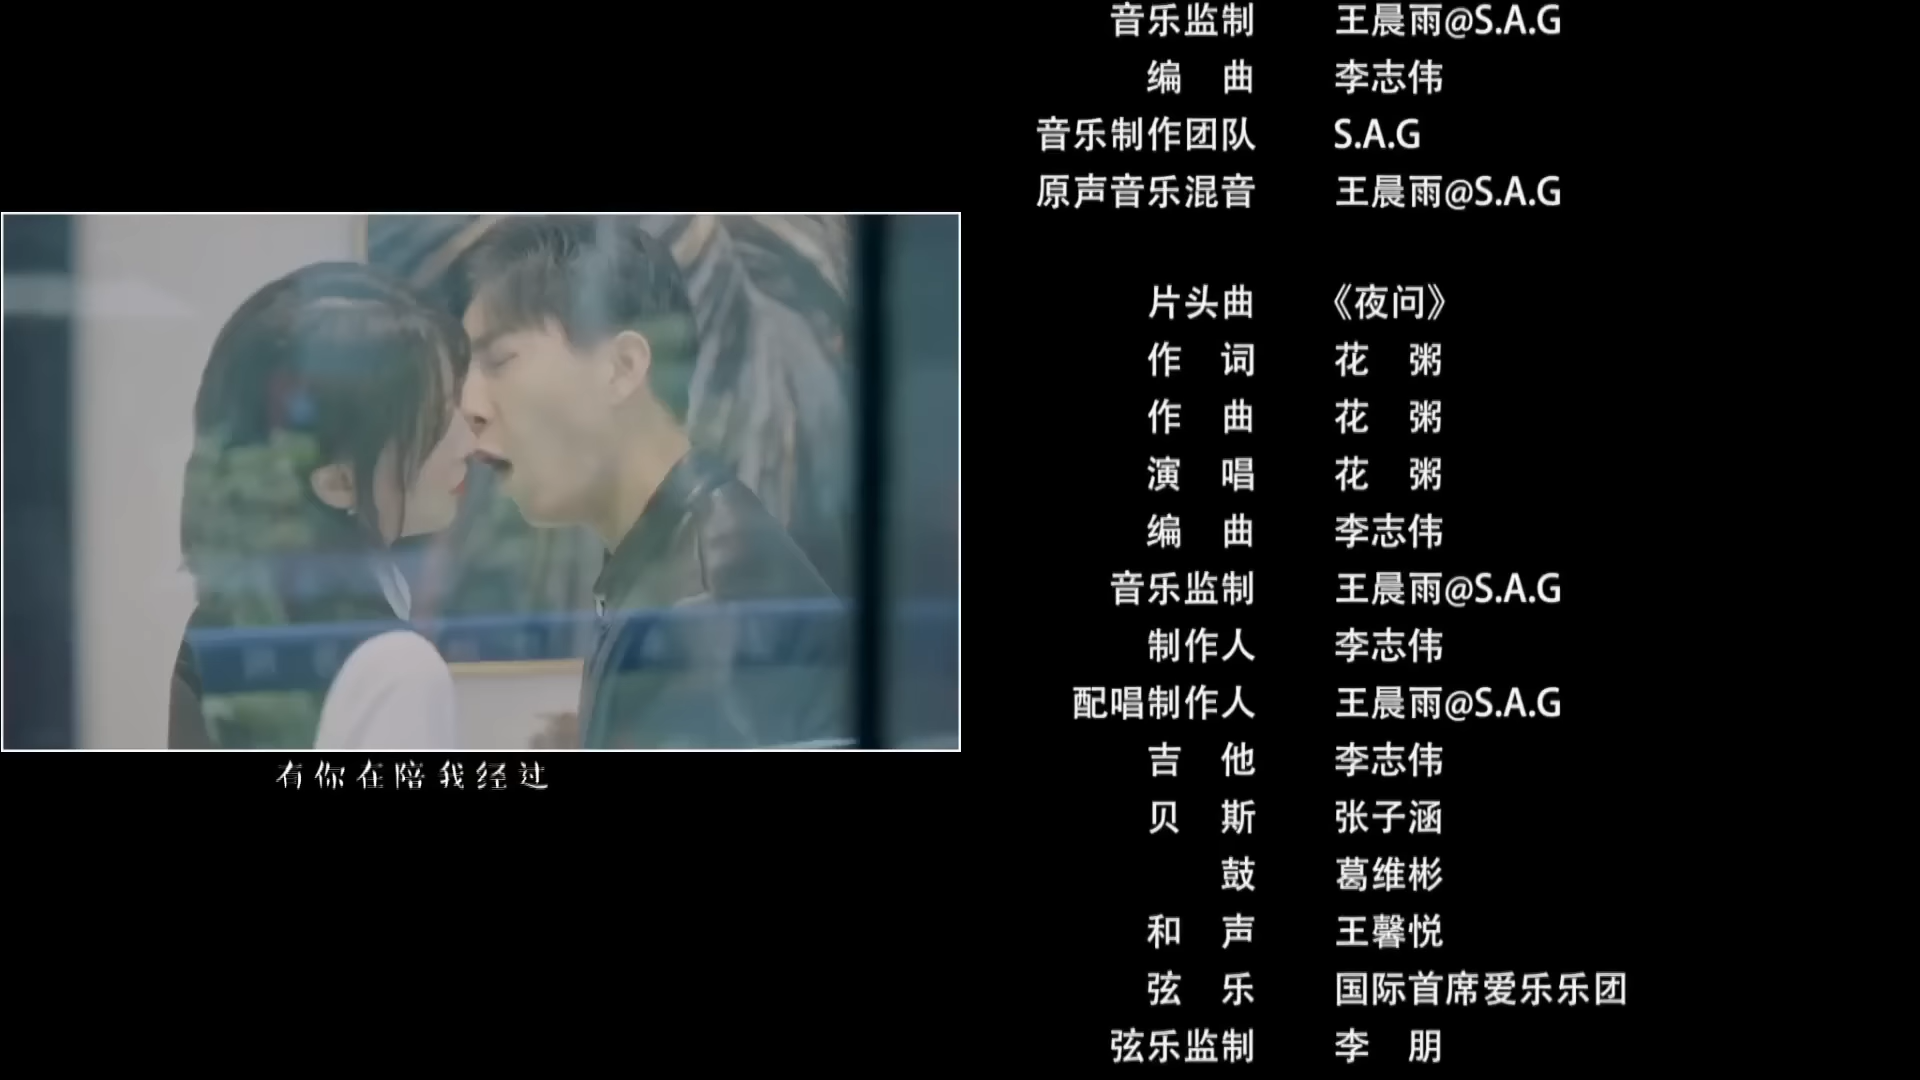 音乐监制 王晨雨@S.A.G
编 曲 李志伟
音乐制作团队 S.A.G
原声音乐混音 王晨雨@S.A.G
片头曲 《夜问》
作 词 花 粥
作 曲 花 粥
演 唱 花 粥
编 曲 李志伟
音乐监制 王晨雨@S.A.G
制作人 李志伟
配唱制作人 王晨雨@S.A.G
吉 他 李志伟
贝 斯 张子涵
鼓 葛维彬
和 声 王馨悦
弦 乐 国际首席爱乐乐团
弦乐监制 李 朋
有你在陪我经过